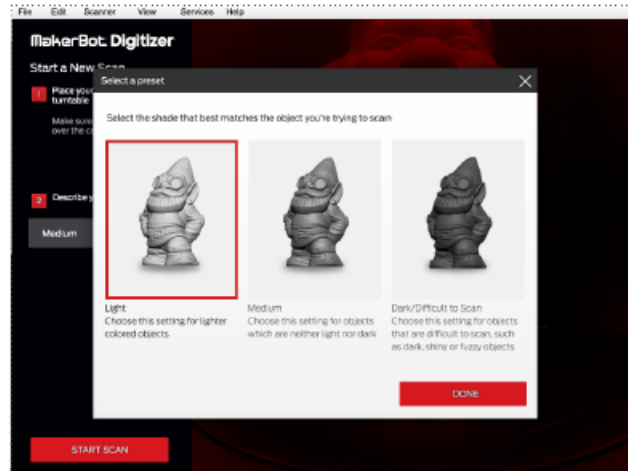 File Edit Scanner View Services Help
MakerBot Digitizer
Start a New Scan
Select a preset
1 Place your
turntable
Make sure
over the
Select the shade that best matches the object you're trying to scan
2 Describe
Medium
Light
Choose this setting for lighter
colored objects
Medium
Choose this setting for objects
which are neither light nor dark
Dark/Difficult to Scan
Choose this setting for objects
that are difficult to scan, such
as dark, shiny or fuzzy objects
DONE
START SCAN